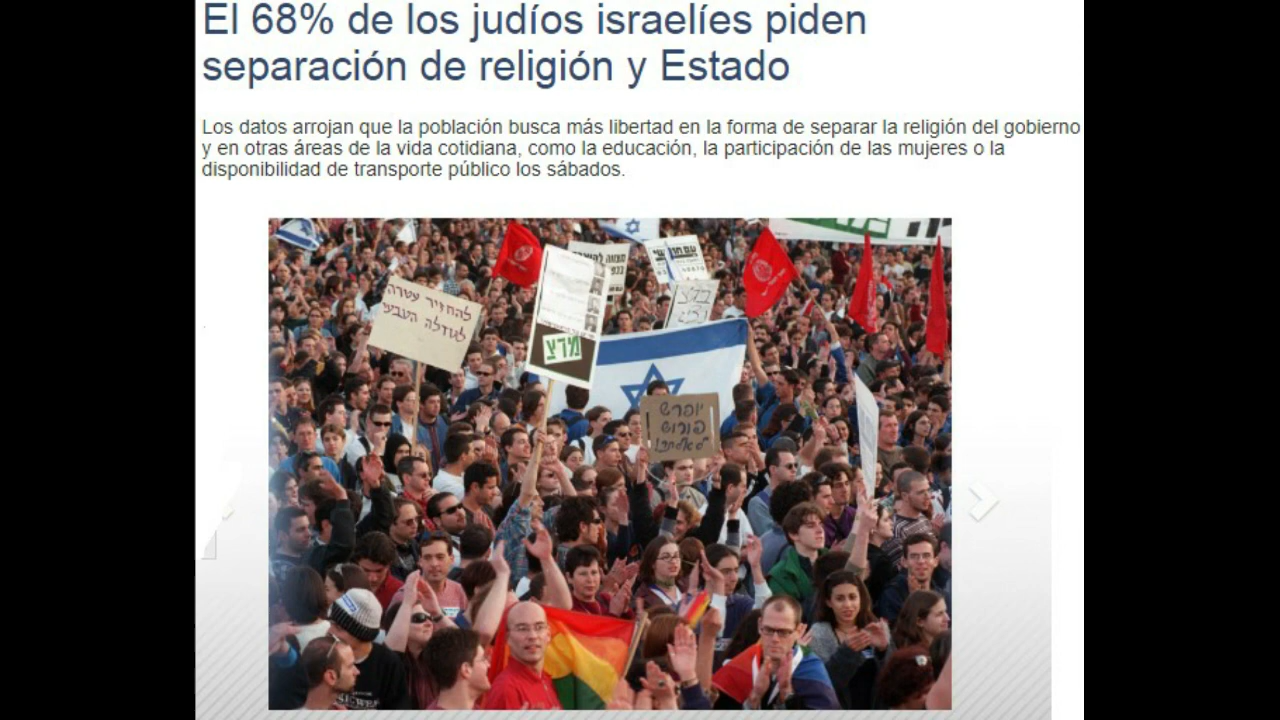 El 68% de los judíos israelíes piden
separación de religión y Estado
Los datos arrojan que la población busca más libertad en la forma de separar la religión del gobierno
y en otras áreas de la vida cotidiana, como la educación, la participación de las mujeres o la
disponibilidad de transporte público los sábados.
להחזיר עטרה
לגודלה הטבעי
מרצ